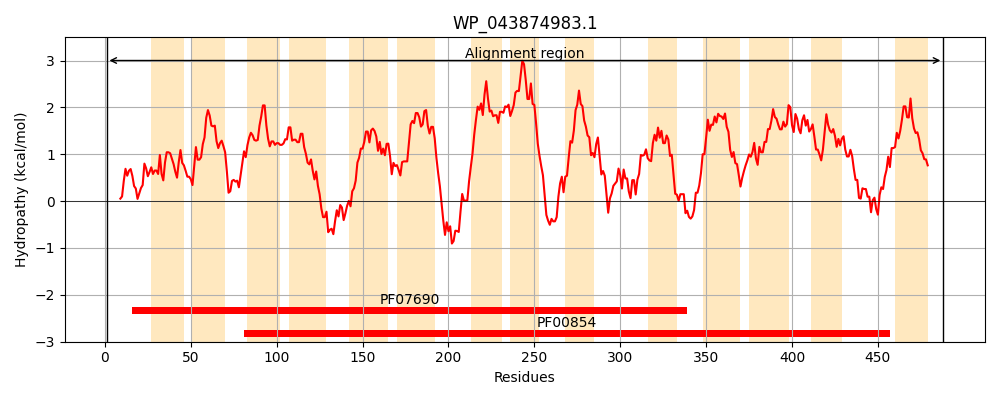 WP_043874983.1
Alignment region
Hydropathy (kcal/mol)
3
2
1
0
−1
−2
−3
PF07690
PF00854
0 50 100 150 200 250 300 350 400 450
Residues